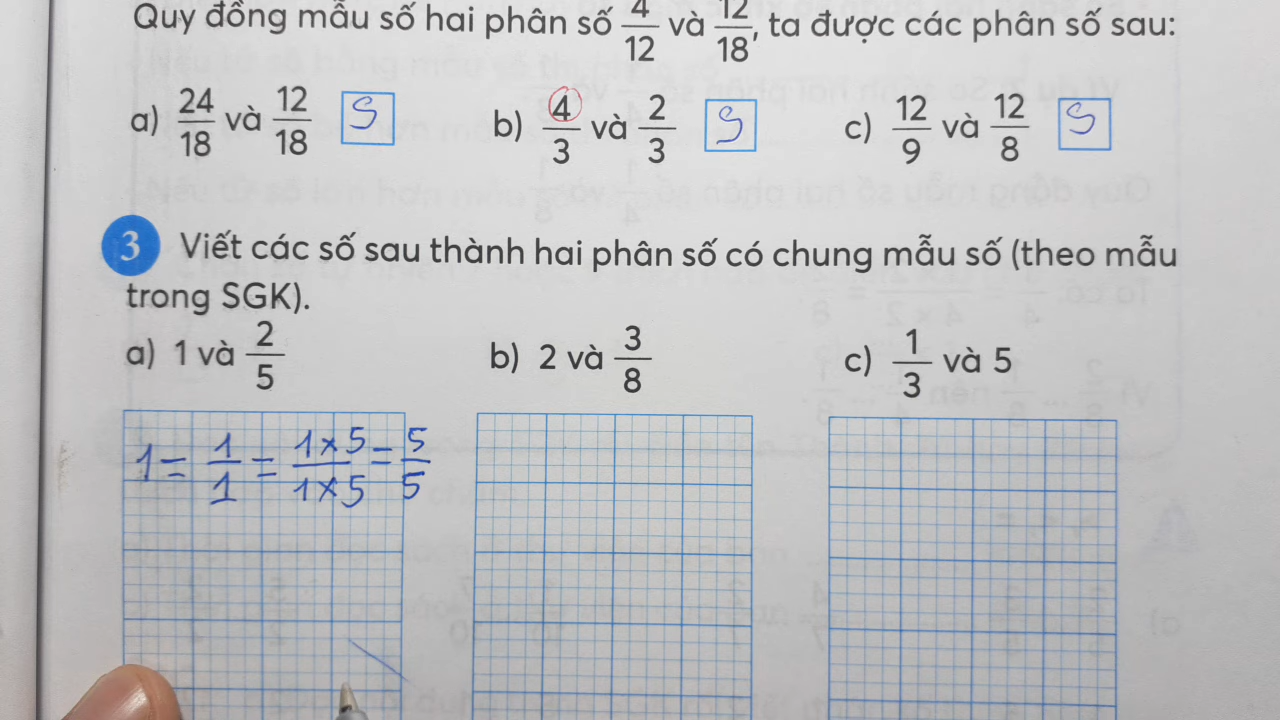 Quy đồng mẫu số hai phân số 4/12 và 12/18, ta được các phân số sau:
a) 24/18 và 12/18 S b) 4/3 và 2/3 S c) 12/9 và 12/8 S
3 Viết các số sau thành hai phân số có chung mẫu số (theo mẫu
trong SGK).
a) 1 và 2/5 b) 2 và 3/8 c) 1/3 và 5
1 = 1/1 = 1×5/1×5 = 5/5